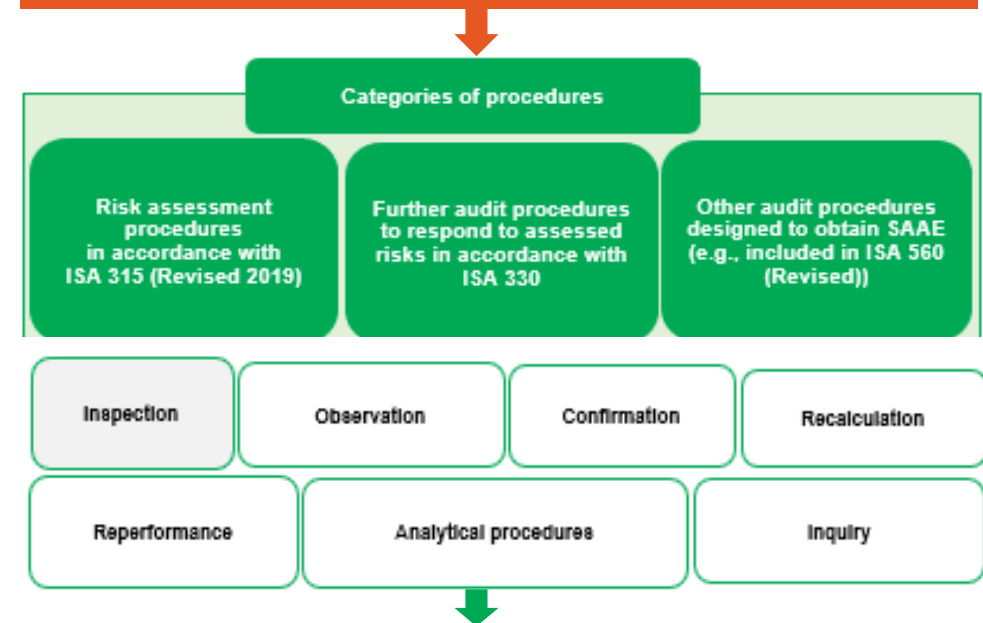 Categories of procedures
Risk assessment
procedures
in accordance with
ISA 315 (Revised 2019)
Further audit procedures
to respond to assessed
risks in accordance with
ISA 330
Other audit procedures
designed to obtain SAAE
(e.g., included in ISA 560
(Revised))
Inspection
Observation
Confirmation
Recalculation
Reperformance
Analytical procedures
Inquiry